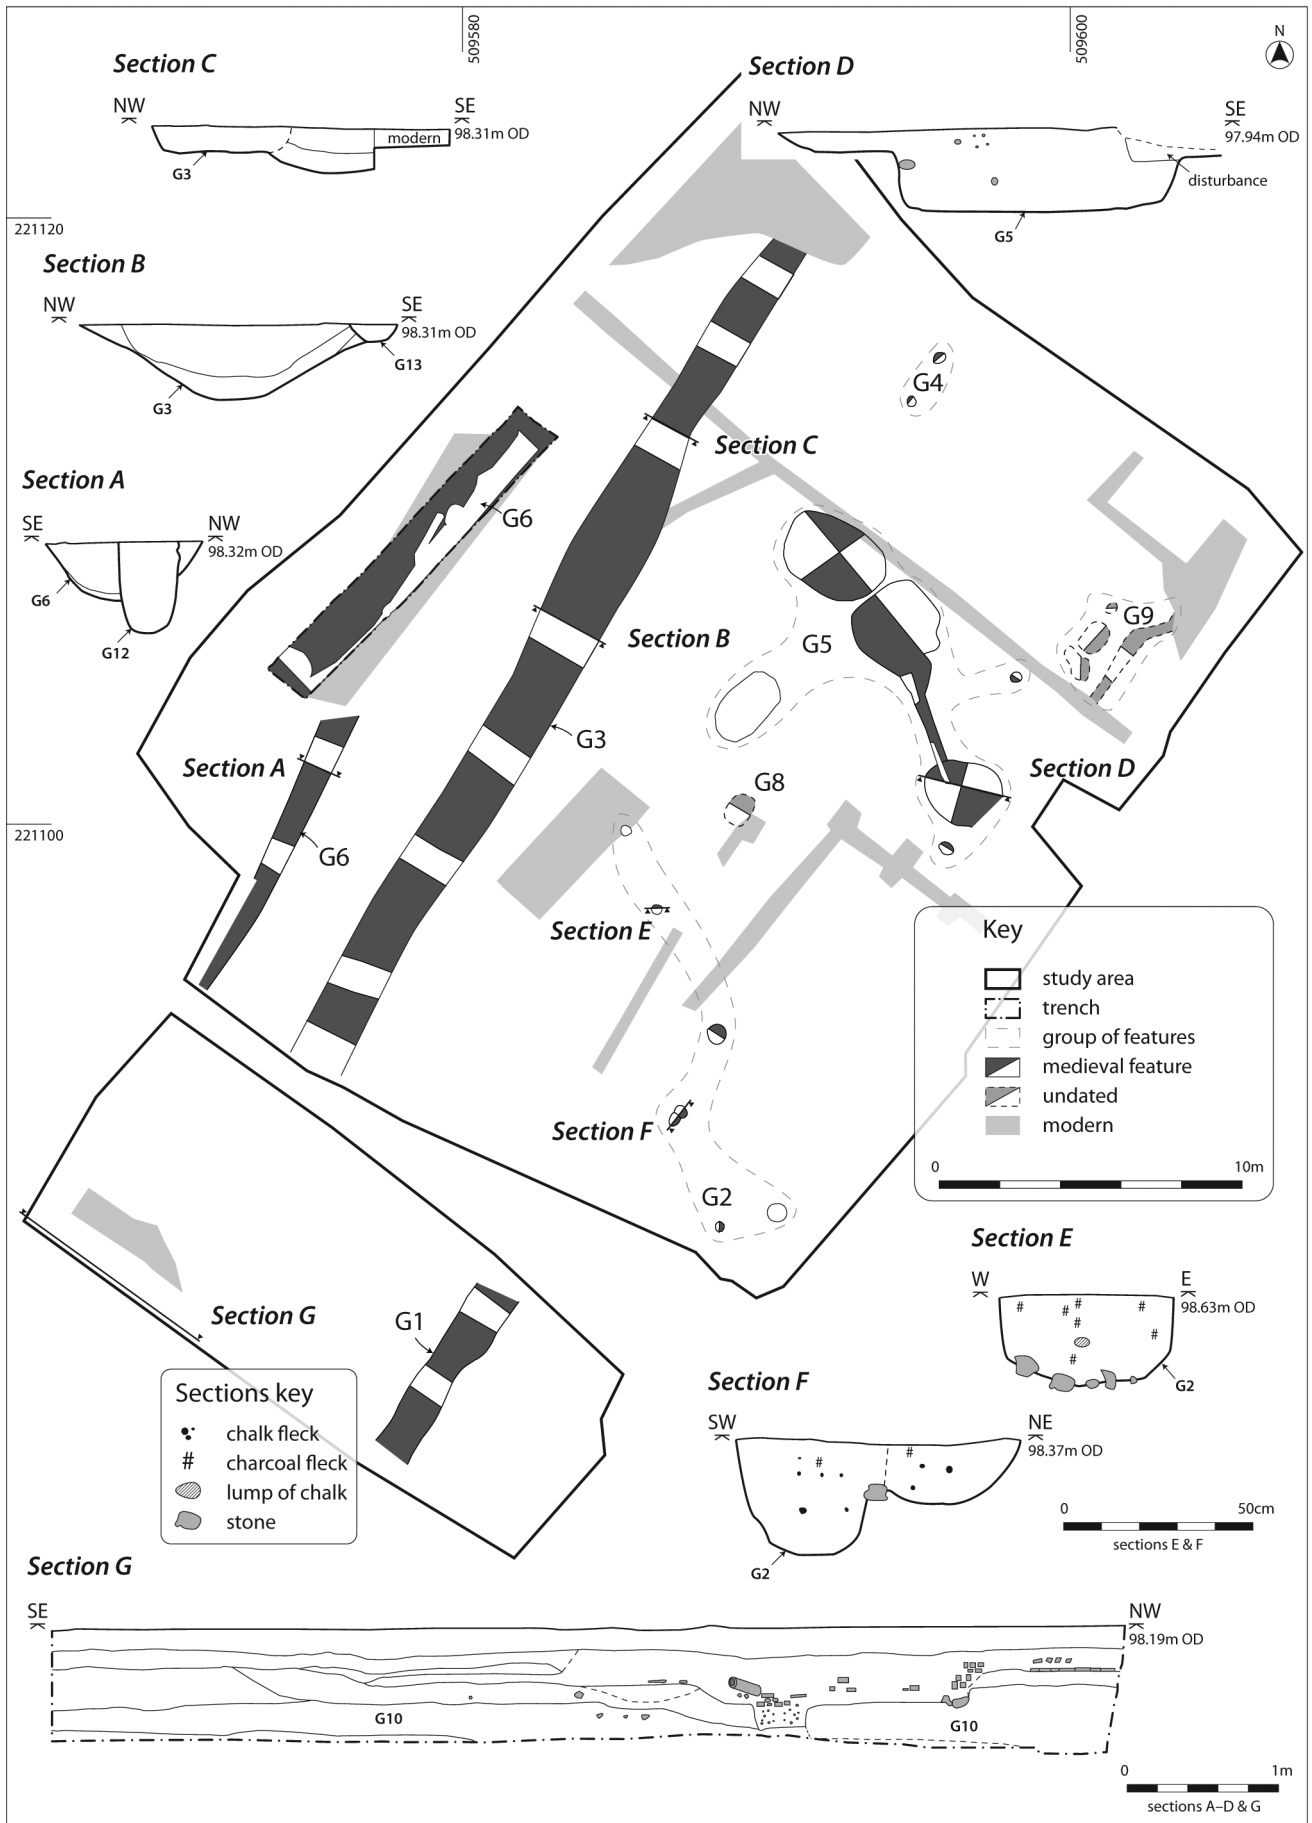 509580
509600
N
Section C
NW
SE
98.31m OD
modern
G3
Section D
NW
SE
97.94m OD
disturbance
G5
221120
Section B
NW
SE
98.31m OD
G13
G3
G4
Section C
Section A
SE
NW
98.32m OD
G6
G12
G6
G5
G9
Section B
G3
Section A
G8
Section D
221100
G6
Section E
Key
study area
trench
group of features
medieval feature
undated
modern
0
10m
Section F
G2
Section E
W
E
98.63m OD
G2
Section G
G1
Sections key
chalk fleck
# charcoal fleck
lump of chalk
stone
Section F
SW
NE
98.37m OD
G2
0
50cm
sections E & F
Section G
SE
NW
98.19m OD
G10
G10
0
1m
sections A–D & G